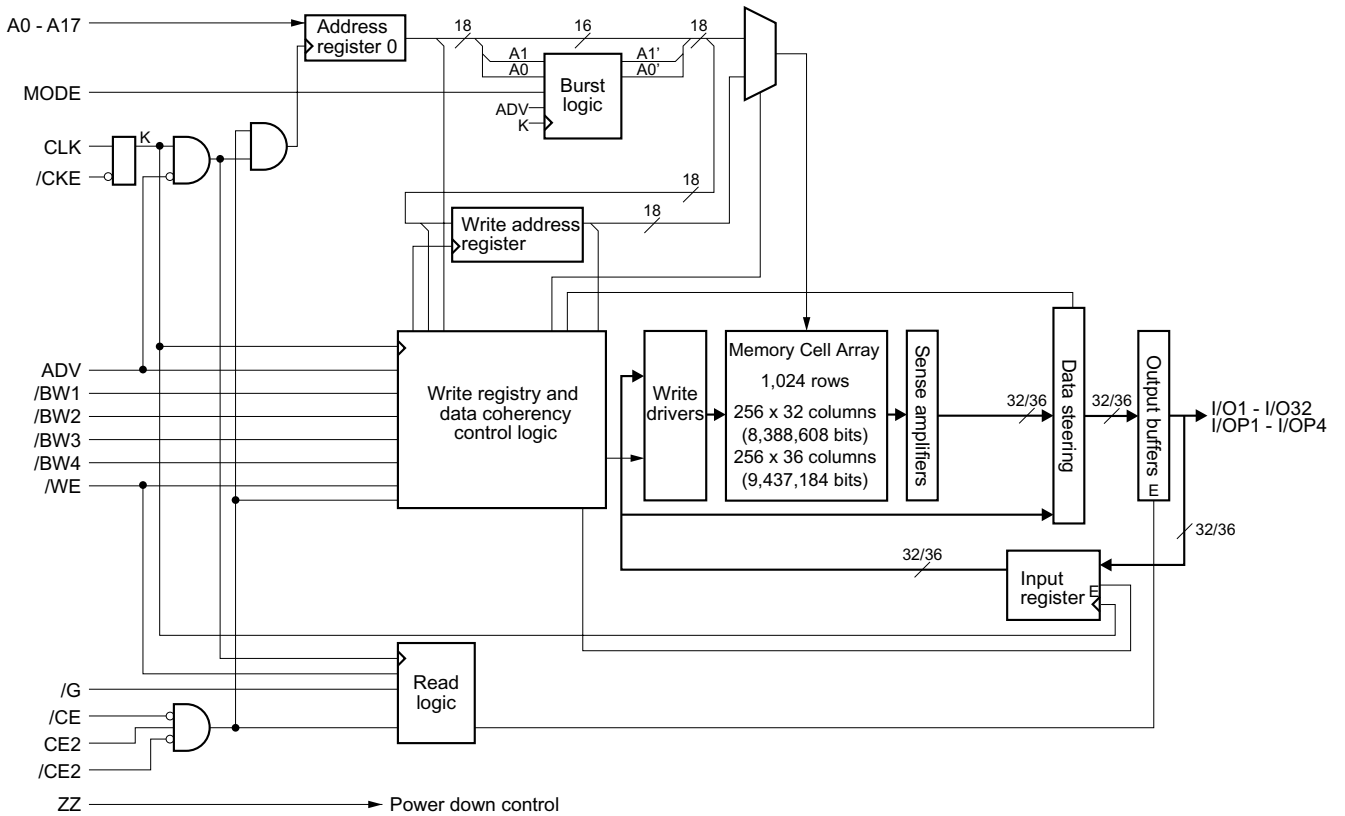 A0 - A17
Address
register 0
18
16
18
A1
A0
A1’
A0’
Burst
logic
MODE
ADV
K
CLK
K
/CKE
18
Write address
register
18
ADV
/BW1
/BW2
/BW3
/BW4
/WE
Write registry and
data coherency
control logic
Write
drivers
Memory Cell Array
1,024 rows
256 x 32 columns
(8,388,608 bits)
256 x 36 columns
(9,437,184 bits)
Sense amplifiers
32/36
Data steering
32/36
Output buffers
E
I/O1 - I/O32
I/OP1 - I/OP4
32/36
32/36
Input
register
E
Read
logic
/G
/CE
CE2
/CE2
ZZ
Power down control